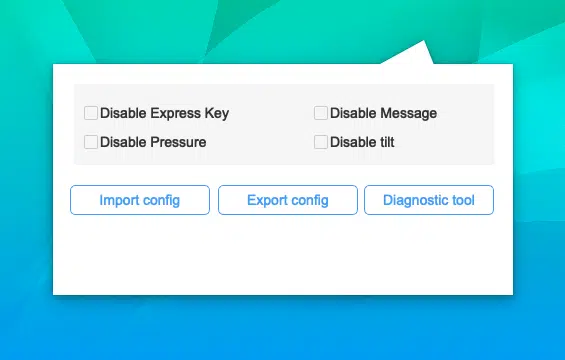 Disable Express Key
Disable Message
Disable Pressure
Disable tilt
Import config
Export config
Diagnostic tool